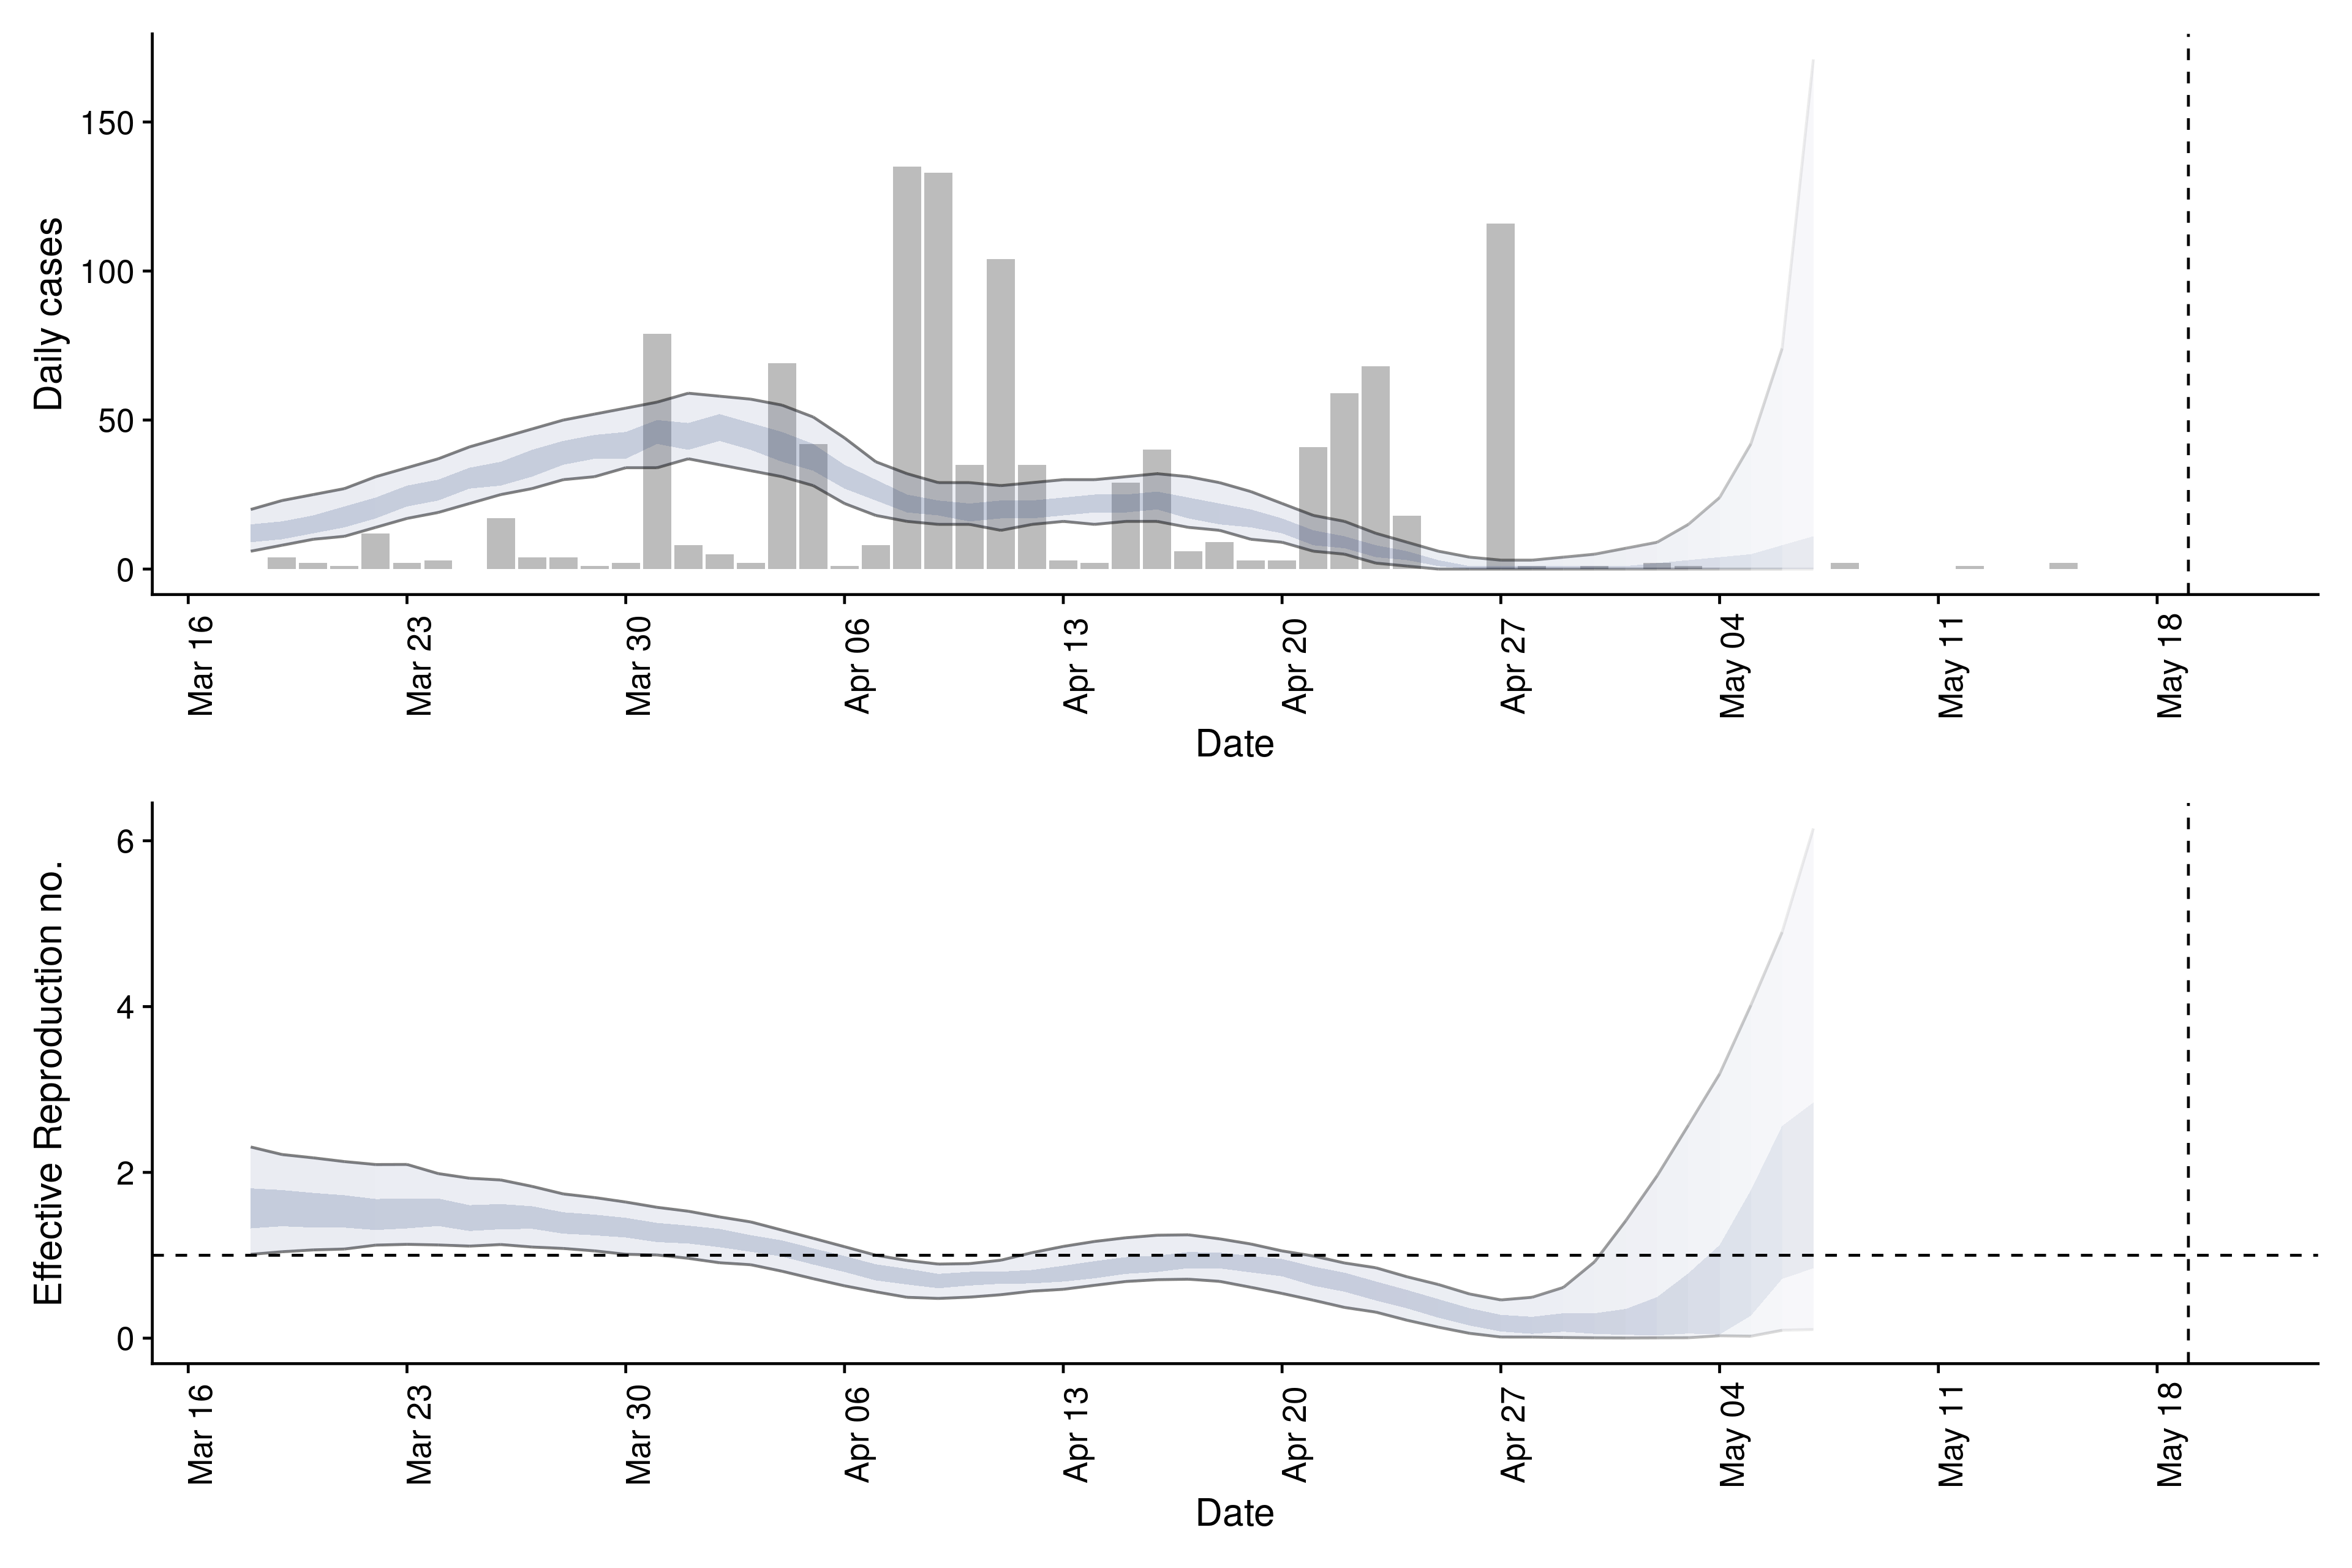 Daily cases
150
100
50
0
Mar 16
Mar 23
Mar 30
Apr 06
Apr 13
Apr 20
Apr 27
May 04
May 11
May 18
Date
Effective Reproduction no.
6
4
2
0
Mar 16
Mar 23
Mar 30
Apr 06
Apr 13
Apr 20
Apr 27
May 04
May 11
May 18
Date